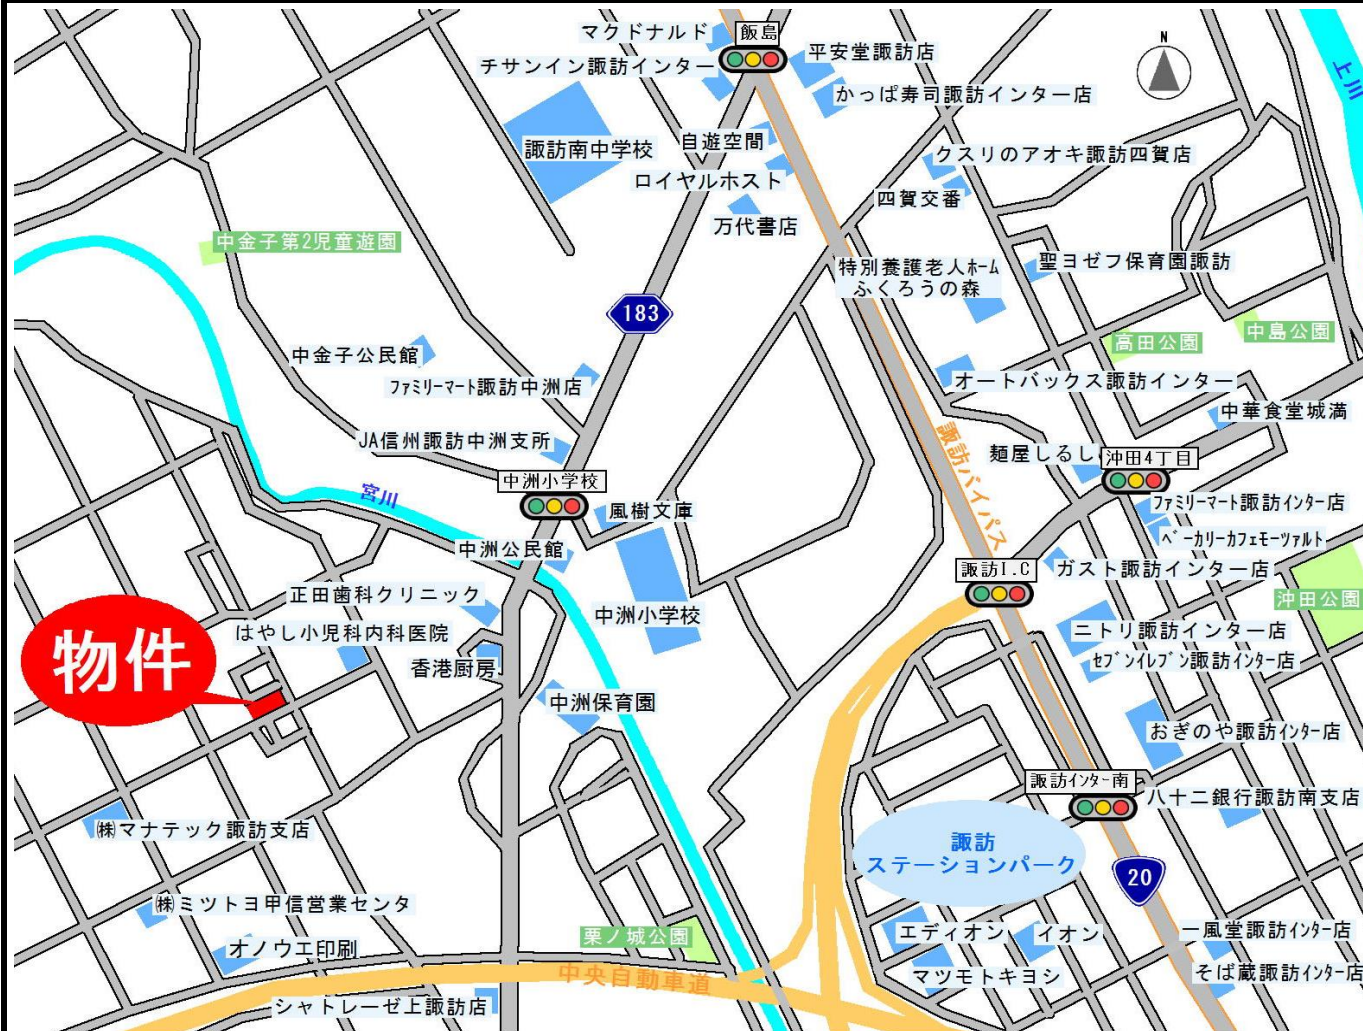 マクドナルド
飯島
平安堂諏訪店
N
チサンイン諏訪インター
かっぱ寿司諏訪インター店
上川
自遊空間
諏訪南中学校
クスリのアオキ諏訪四賀店
ロイヤルホスト
四賀交番
万代書店
中金子第2児童遊園
特別養護老人ホーム
ふくろうの森
聖ヨゼフ保育園諏訪
183
中島公園
高田公園
中金子公民館
ファミリーマート諏訪中洲店
オートバックス諏訪インター
中華食堂城満
JA信州諏訪中洲支所
諏訪バイパス
麺屋しるし
沖田4丁目
中洲小学校
宮川
風樹文庫
ファミリーマート諏訪インター店
ベーカリーカフェモーツァルト
中洲公民館
諏訪I.C
ガスト諏訪インター店
正田歯科クリニック
中洲小学校
沖田公園
はやし小児科内科医院
ニトリ諏訪インター店
物件
香港厨房
セブンイレブン諏訪インター店
中洲保育園
おぎのや諏訪インター店
諏訪インター南
八十二銀行諏訪南支店
㈱マナテック諏訪支店
諏訪
ステーションパーク
20
㈱ミツトヨ甲信営業センタ
栗ノ城公園
エディオン
イオン
一風堂諏訪インター店
オノウエ印刷
中央自動車道
マツモトキヨシ
そば蔵諏訪インター店
シャトレーゼ上諏訪店